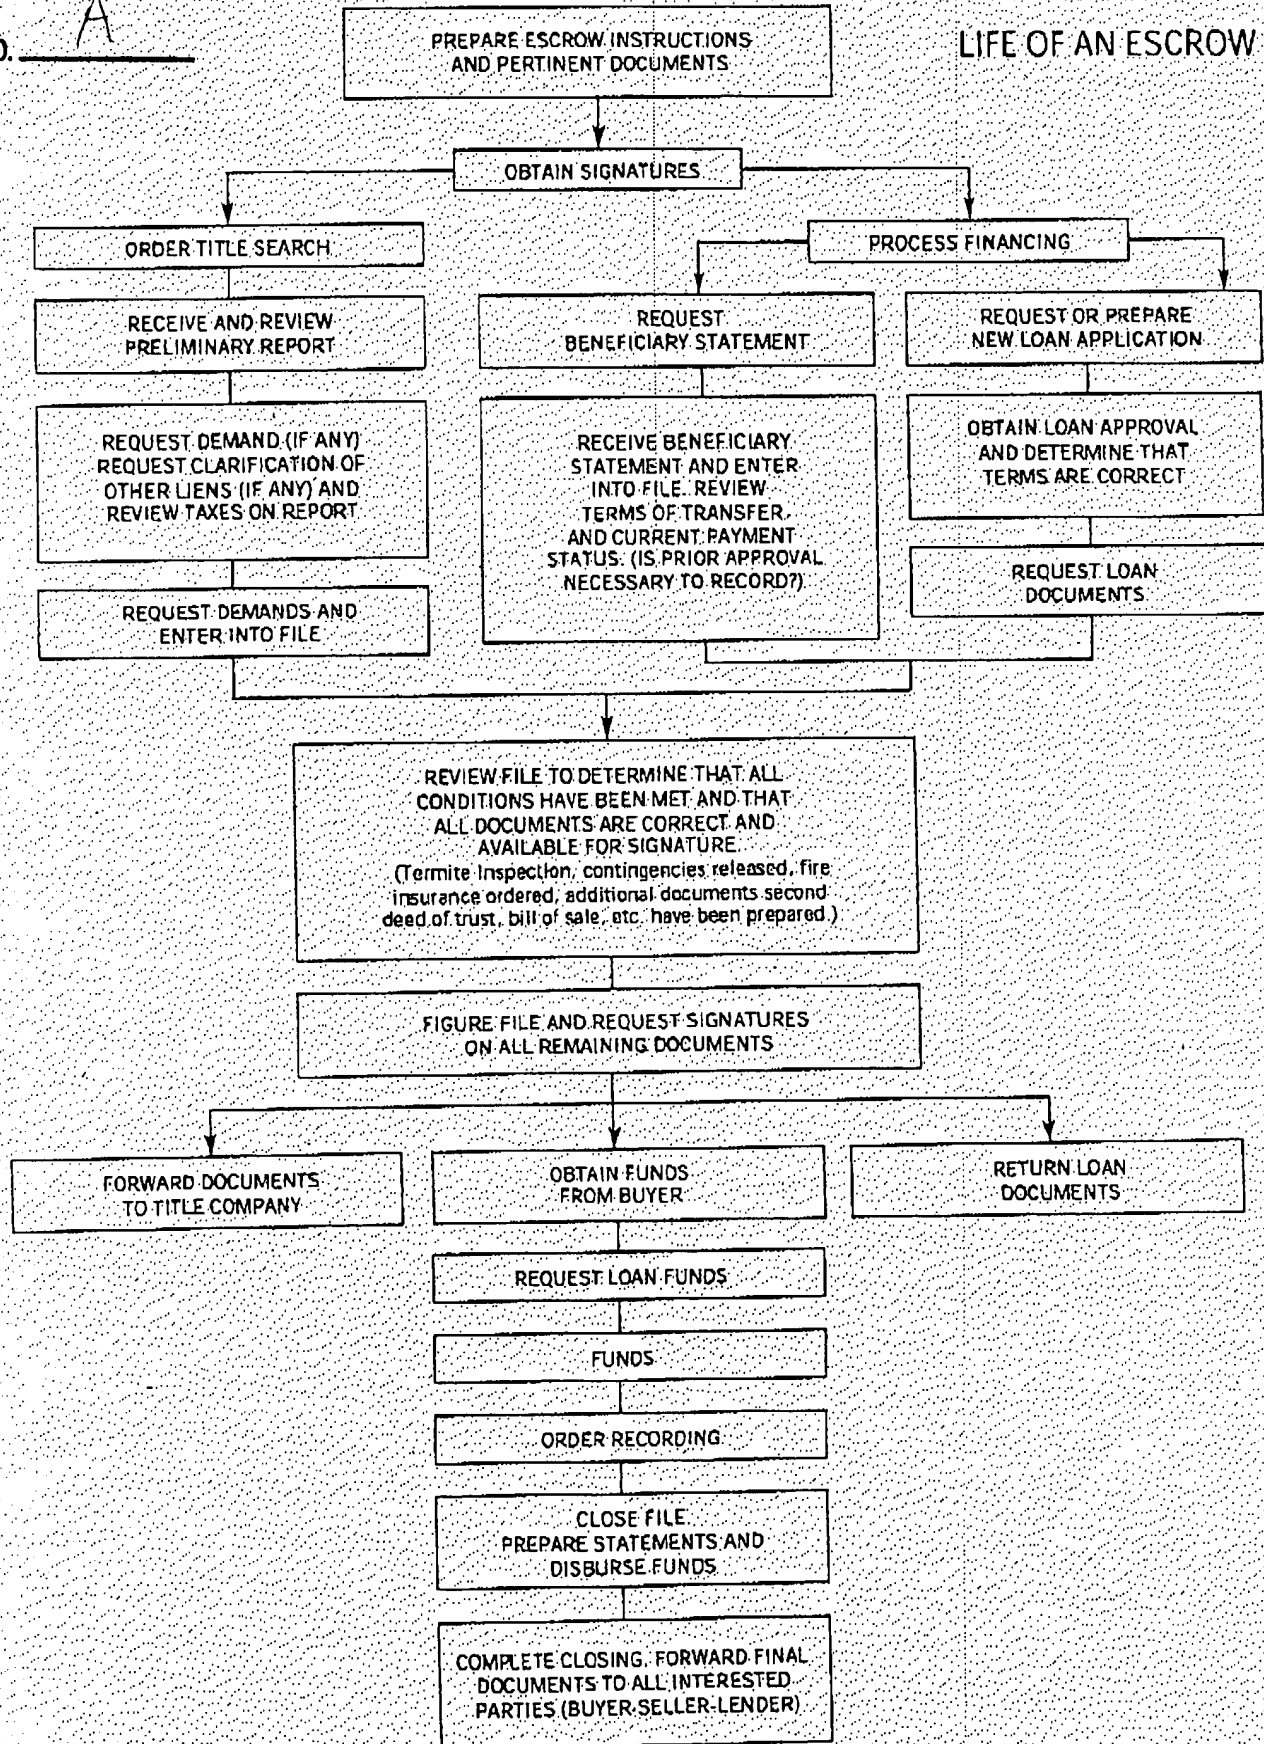 A
LIFE OF AN ESCROW
PREPARE ESCROW INSTRUCTIONS
AND PERTINENT DOCUMENTS
OBTAIN SIGNATURES
ORDER TITLE SEARCH
PROCESS FINANCING
RECEIVE AND REVIEW
PRELIMINARY REPORT
REQUEST
BENEFICIARY STATEMENT
REQUEST OR PREPARE
NEW LOAN APPLICATION
REQUEST DEMAND (IF ANY)
REQUEST CLARIFICATION OF
OTHER LIENS (IF ANY) AND
REVIEW TAXES ON REPORT
RECEIVE BENEFICIARY
STATEMENT AND ENTER
INTO FILE. REVIEW
TERMS OF TRANSFER,
AND CURRENT PAYMENT
STATUS. (IS PRIOR APPROVAL
NECESSARY TO RECORD?)
OBTAIN LOAN APPROVAL
AND DETERMINE THAT
TERMS ARE CORRECT
REQUEST DEMANDS AND
ENTER INTO FILE
REQUEST LOAN
DOCUMENTS
REVIEW FILE TO DETERMINE THAT ALL
CONDITIONS HAVE BEEN MET AND THAT
ALL DOCUMENTS ARE CORRECT AND
AVAILABLE FOR SIGNATURE.
(Termite Inspection, contingencies released, fire
insurance ordered, additional documents second
deed of trust, bill of sale, etc. have been prepared.)
FIGURE FILE AND REQUEST SIGNATURES
ON ALL REMAINING DOCUMENTS
FORWARD DOCUMENTS
TO TITLE COMPANY
OBTAIN FUNDS
FROM BUYER
RETURN LOAN
DOCUMENTS
REQUEST LOAN FUNDS
FUNDS
ORDER RECORDING
CLOSE FILE.
PREPARE STATEMENTS AND
DISBURSE FUNDS
COMPLETE CLOSING, FORWARD FINAL
DOCUMENTS TO ALL INTERESTED
PARTIES (BUYER-SELLER-LENDER)